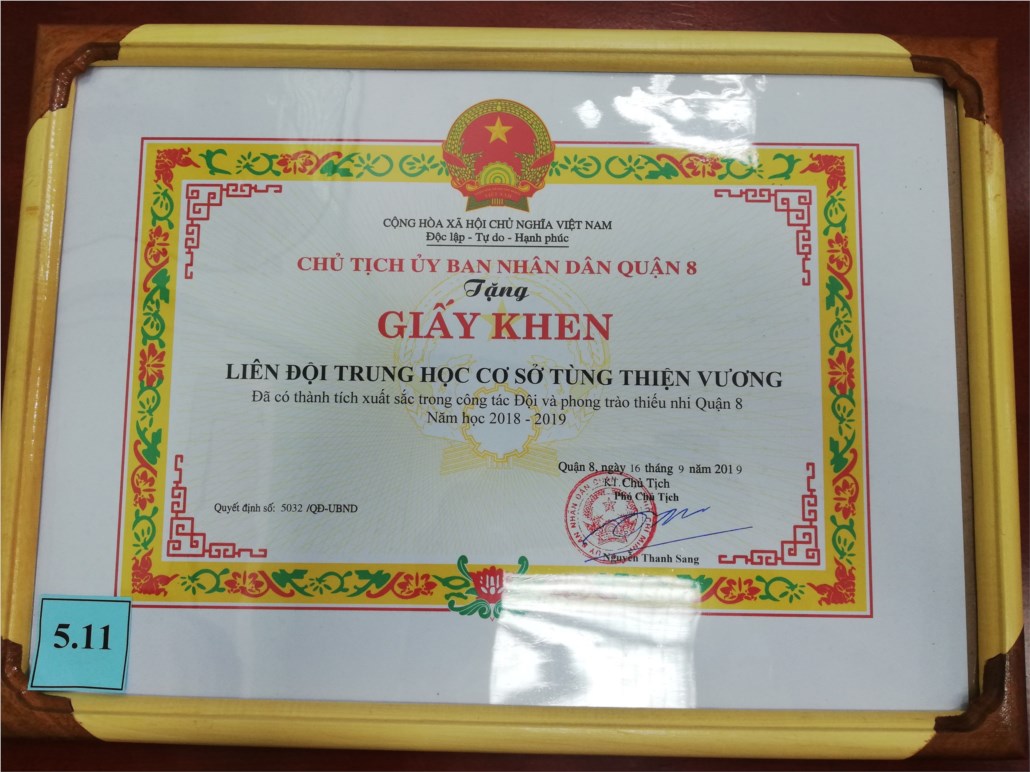 CỘNG HÒA XÃ HỘI CHỦ NGHĨA VIỆT NAM
Độc lập - Tự do - Hạnh phúc
CHỦ TỊCH ỦY BAN NHÂN DÂN QUẬN 8
Tặng
GIẤY KHEN
LIÊN ĐỘI TRUNG HỌC CƠ SỞ TÙNG THIỆN VƯƠNG
Đã có thành tích xuất sắc trong công tác Đội và phong trào thiếu nhi Quận 8
Năm học 2018 - 2019
Quận 8, ngày 16 tháng 9 năm 2019
KT. Chủ Tịch
Phó Chủ Tịch
Quyết định số: 5032 /QĐ-UBND
Nguyễn Thanh Sang
5.11